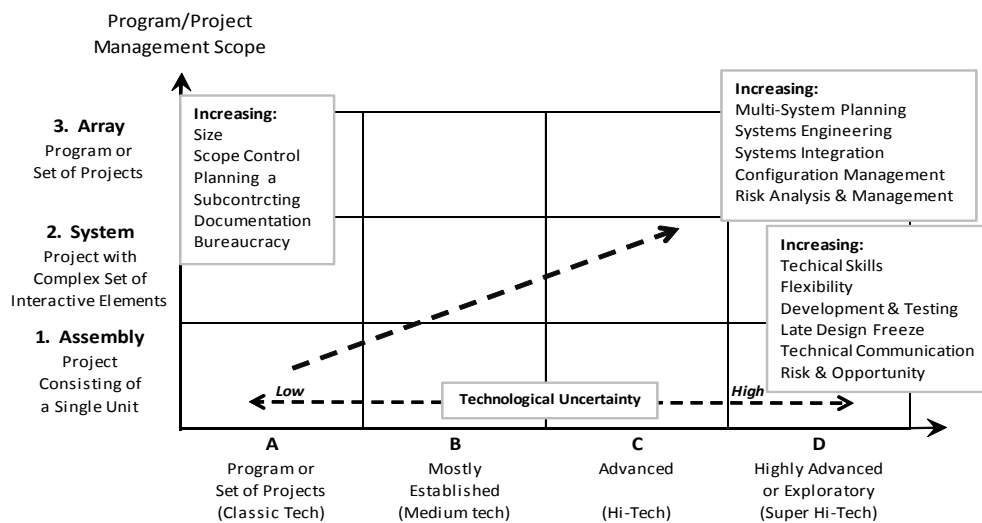 Program/Project
Management Scope
3. Array
Program or
Set of Projects
2. System
Project with
Complex Set of
Interactive Elements
1. Assembly
Project
Consisting of
a Single Unit
Increasing:
Size
Scope Control
Planning a
Subcontrcting
Documentation
Bureaucracy
Increasing:
Multi-System Planning
Systems Engineering
Systems Integration
Configuration Management
Risk Analysis & Management
Increasing:
Techical Skills
Flexibility
Development & Testing
Late Design Freeze
Technical Communication
Risk & Opportunity
Low
Technological Uncertainty
High
A
Program or
Set of Projects
(Classic Tech)
B
Mostly
Established
(Medium tech)
C
Advanced
(Hi-Tech)
D
Highly Advanced
or Exploratory
(Super Hi-Tech)